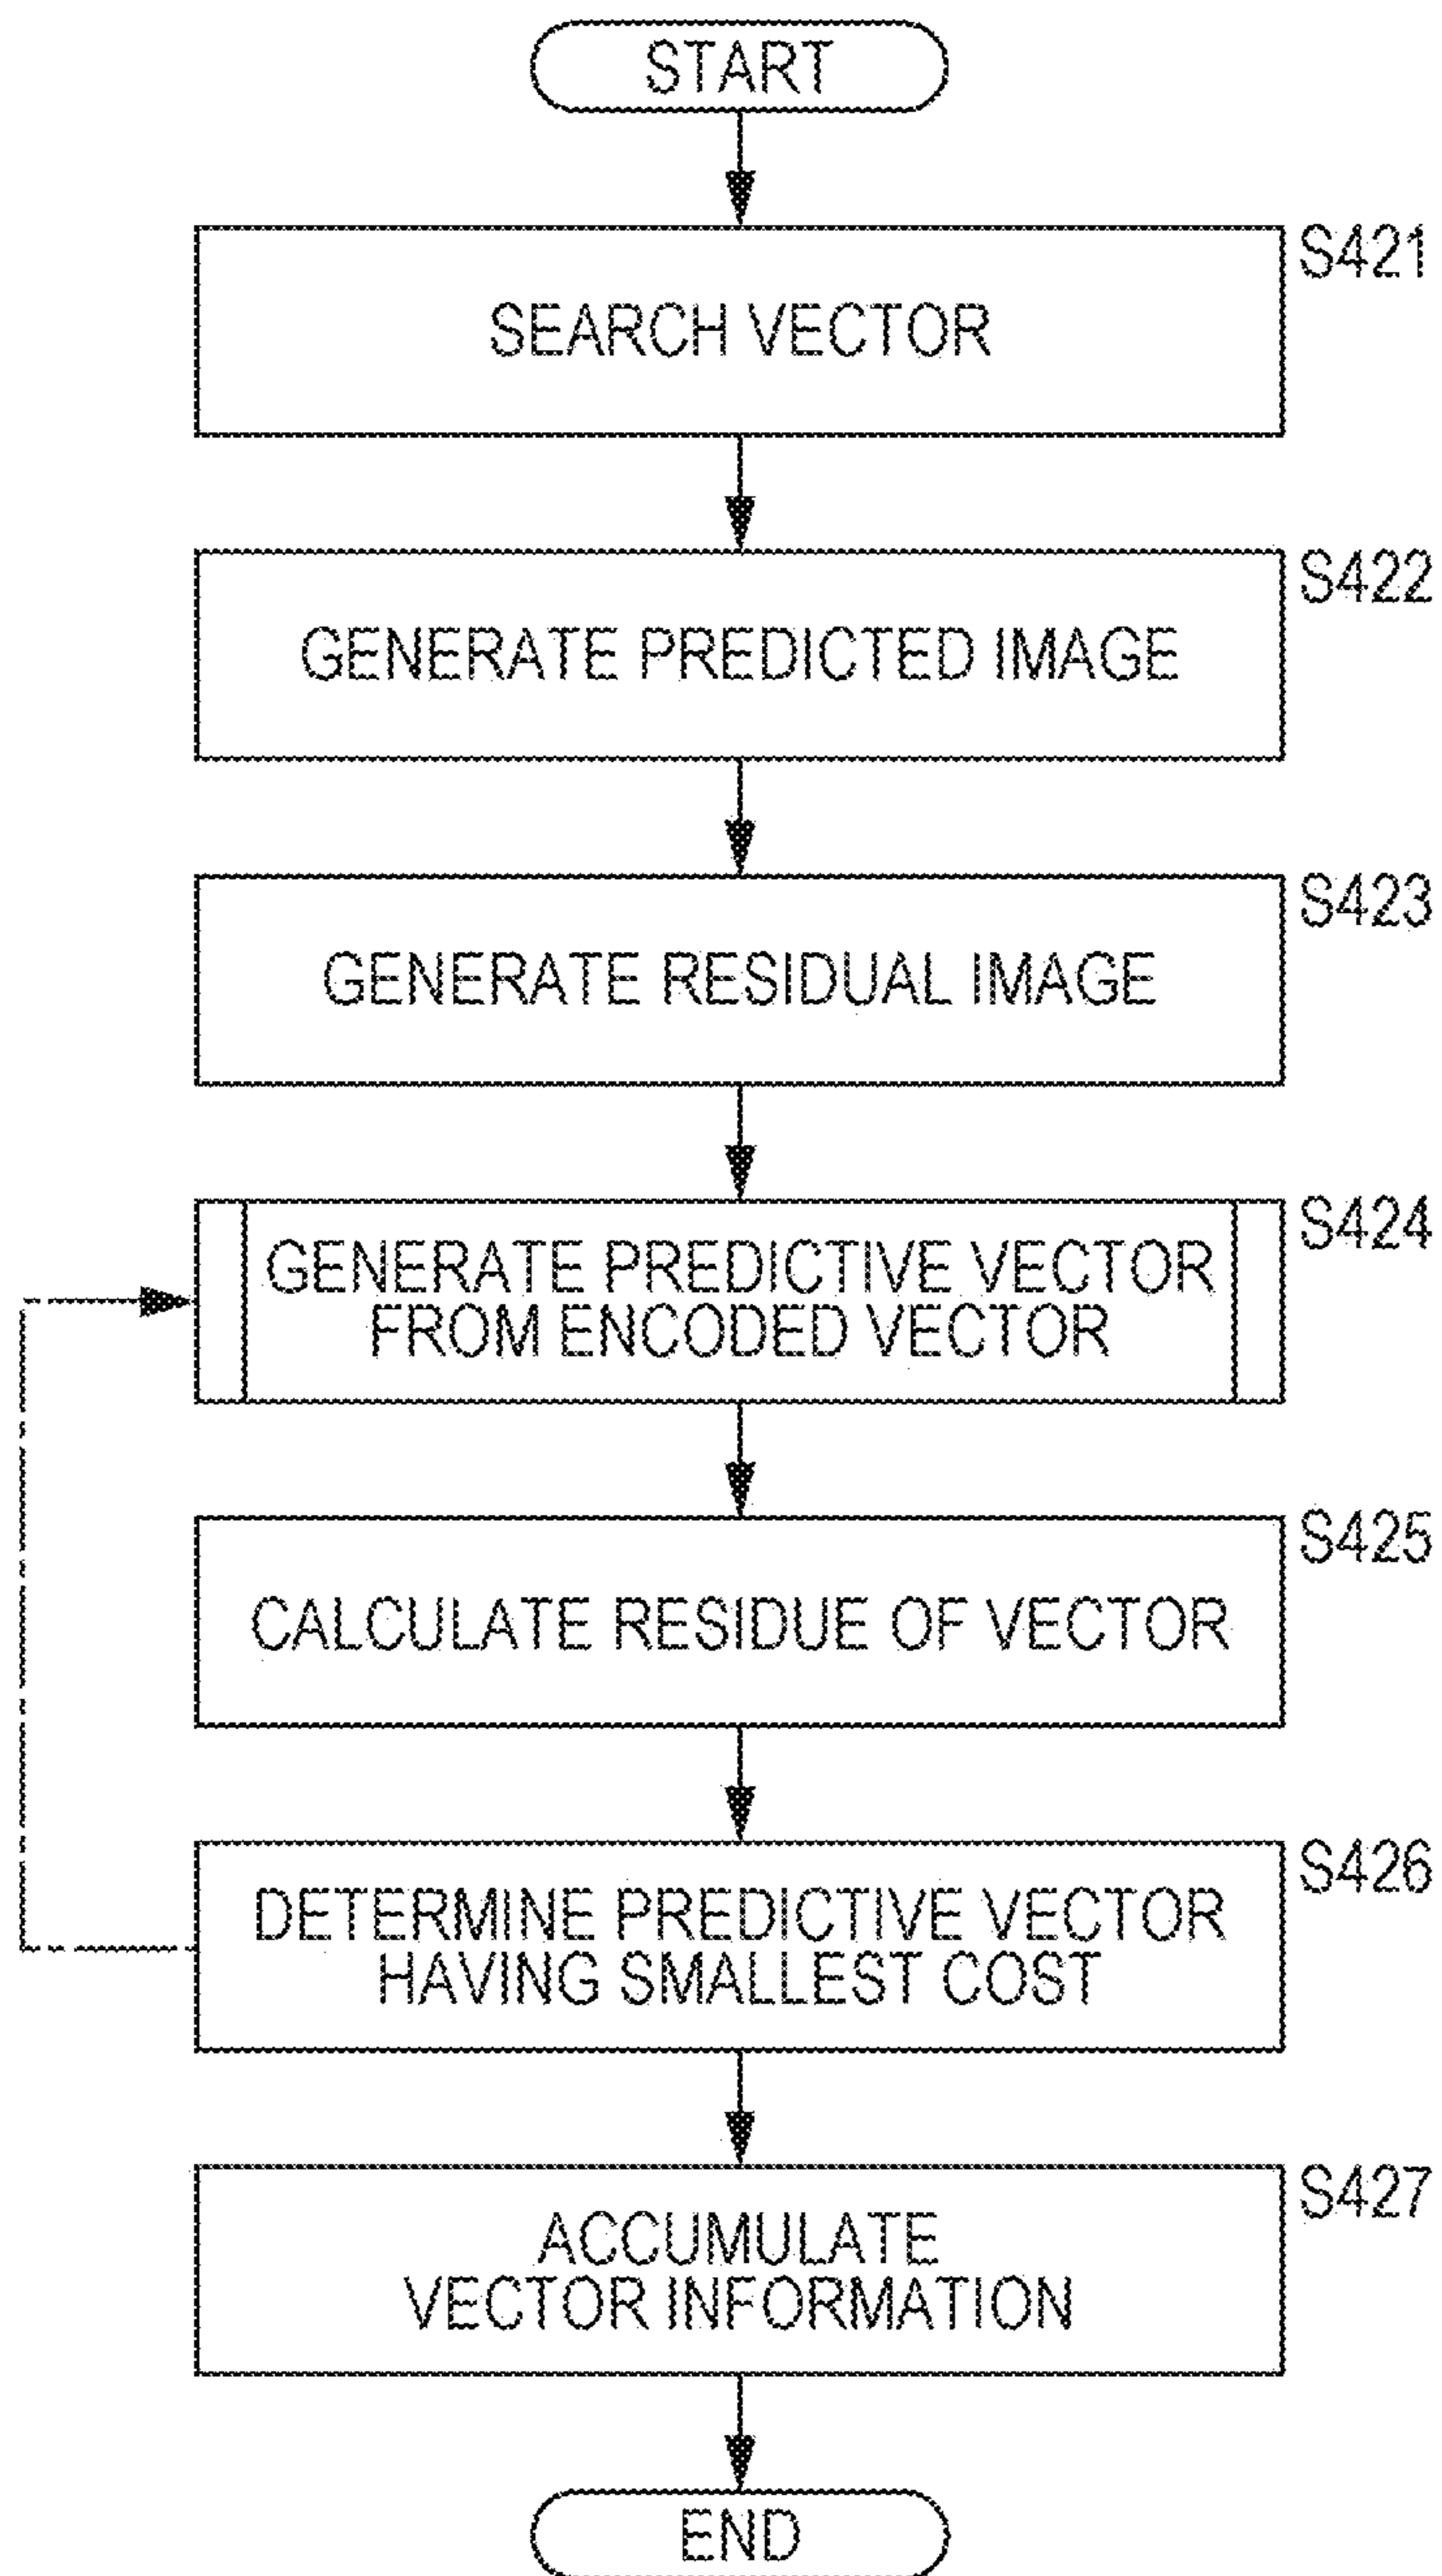 START
S421
SEARCH VECTOR
S422
GENERATE PREDICTED IMAGE
S423
GENERATE RESIDUAL IMAGE
S424
GENERATE PREDICTIVE VECTOR
FROM ENCODED VECTOR
S425
CALCULATE RESIDUE OF VECTOR
S426
DETERMINE PREDICTIVE VECTOR
HAVING SMALLEST COST
S427
ACCUMULATE
VECTOR INFORMATION
END